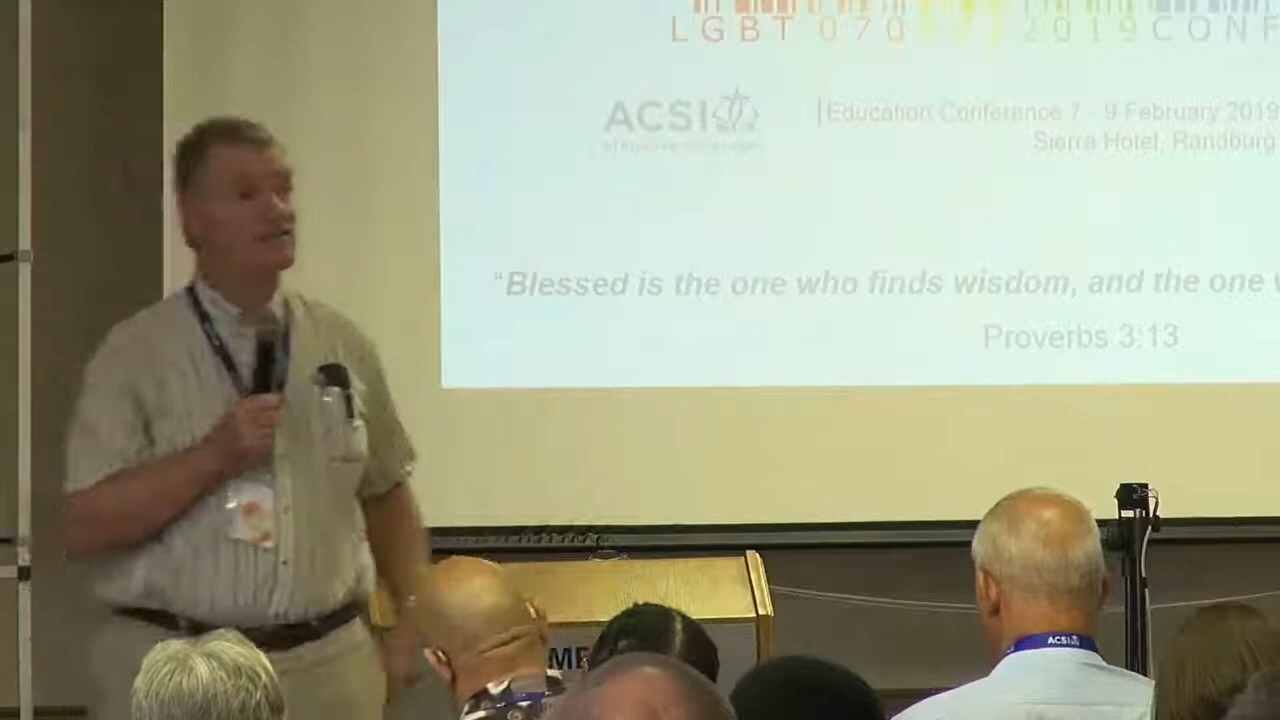 LGBT 070 2019 CONF
ACSI
Education Conference 7 - 9 February 2019
Sierra Hotel, Randburg
"Blessed is the one who finds wisdom, and the one
Proverbs 3:13
ME
ACSI